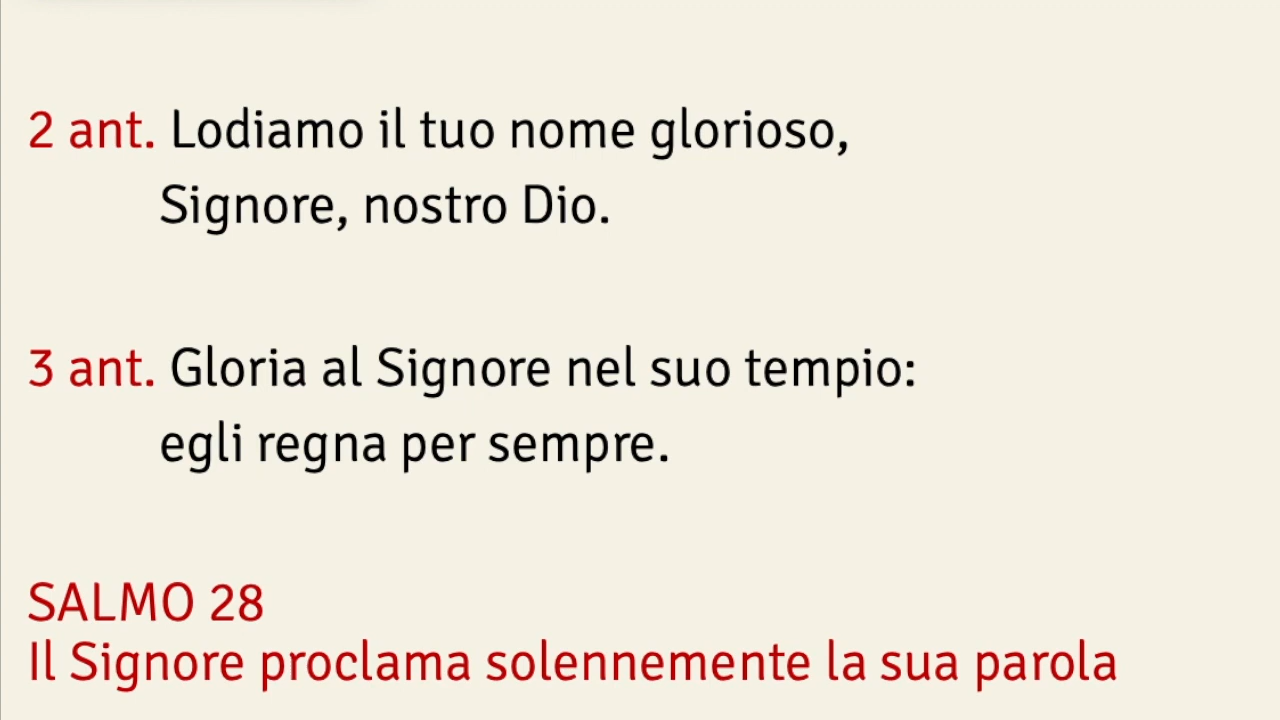 2 ant. Lodiamo il tuo nome glorioso,
Signore, nostro Dio.
3 ant. Gloria al Signore nel suo tempio:
egli regna per sempre.
SALMO 28
Il Signore proclama solennemente la sua parola